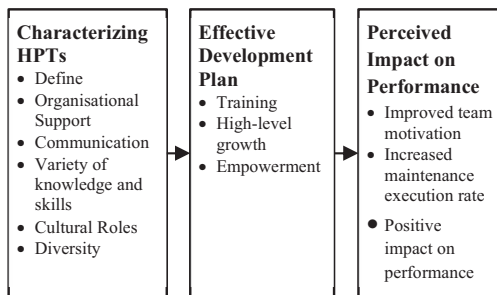 Characterizing
HPTs
• Define
• Organisational
Support
• Communication
• Variety of
knowledge and
skills
• Cultural Roles
• Diversity
Effective
Development
Plan
• Training
• High-level
growth
• Empowerment
Perceived
Impact on
Performance
• Improved team
motivation
• Increased
maintenance
execution rate
• Positive
impact on
performance